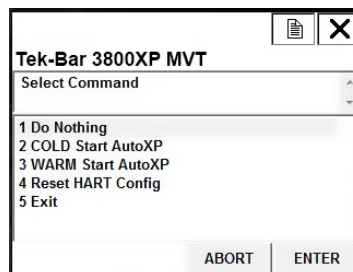 Tek-Bar 3800XP MVT
Select Command
1 Do Nothing
2 COLD Start AutoXP
3 WARM Start AutoXP
4 Reset HART Config
5 Exit
ABORT ENTER